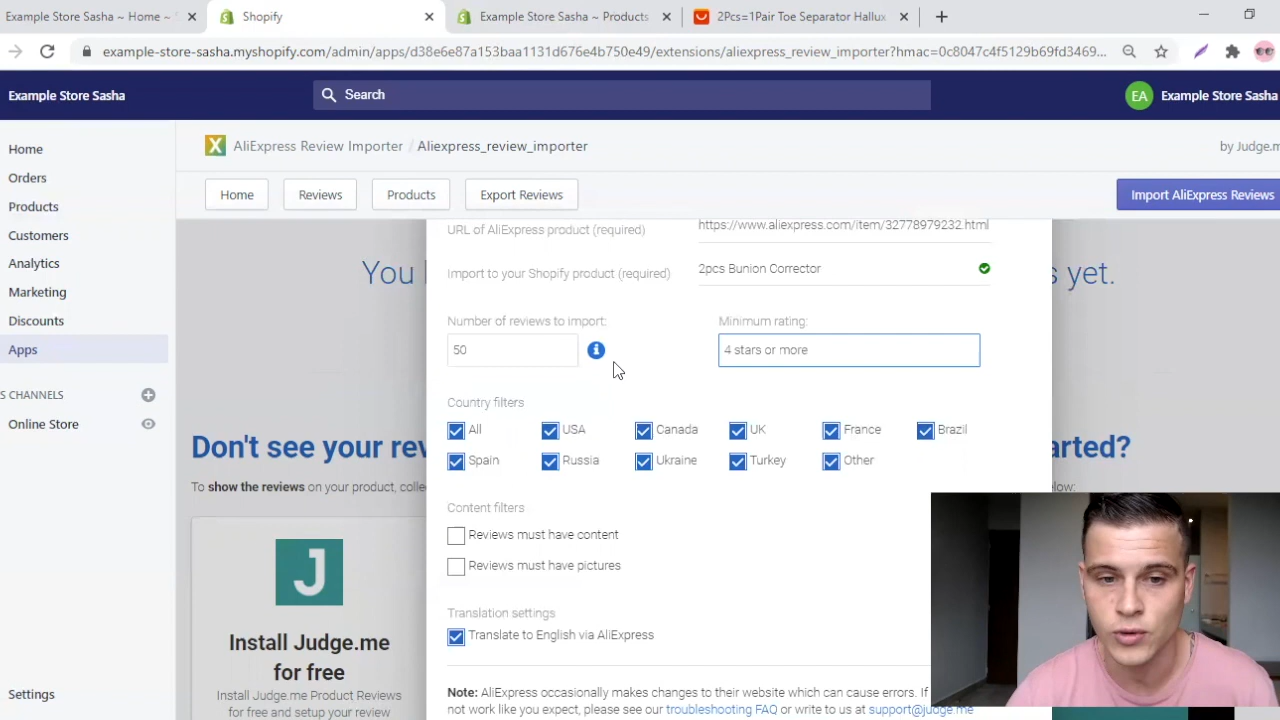 Example Store Sasha ~ Home ~
Shopify
Example Store Sasha ~ Products
2Pcs=1Pair Toe Separator Hallux
example-store-sasha.myshopify.com/admin/apps/d38e6e87a153baa1131d676e4b750e49/extensions/aliexpress_review_importer?hmac=0c8047c4f5129b69fd3469...
Example Store Sasha
Search
EA
Example Store Sasha
Home
Orders
Products
Customers
Analytics
Marketing
Discounts
Apps
S CHANNELS
Online Store
Settings
AliExpress Review Importer / Aliexpress_review_importer
by Judge.m
Home
Reviews
Products
Export Reviews
Import AliExpress Reviews
You
s yet.
URL of AliExpress product (required)
https://www.aliexpress.com/item/32778979232.html
Import to your Shopify product (required)
2pcs Bunion Corrector
Number of reviews to import:
Minimum rating:
50
4 stars or more
Country filters
All
USA
Canada
UK
France
Brazil
Spain
Russia
Ukraine
Turkey
Other
Don't see your rev
arted?
To show the reviews on your product, colle
elow:
Content filters
Reviews must have content
Reviews must have pictures
Translation settings
Translate to English via AliExpress
J
Install Judge.me
for free
Install Judge.me Product Reviews
for free and setup your review
Note: AliExpress occasionally makes changes to their website which can cause errors. If
not work like you expect, please see our troubleshooting FAQ or write to us at support@judge.me